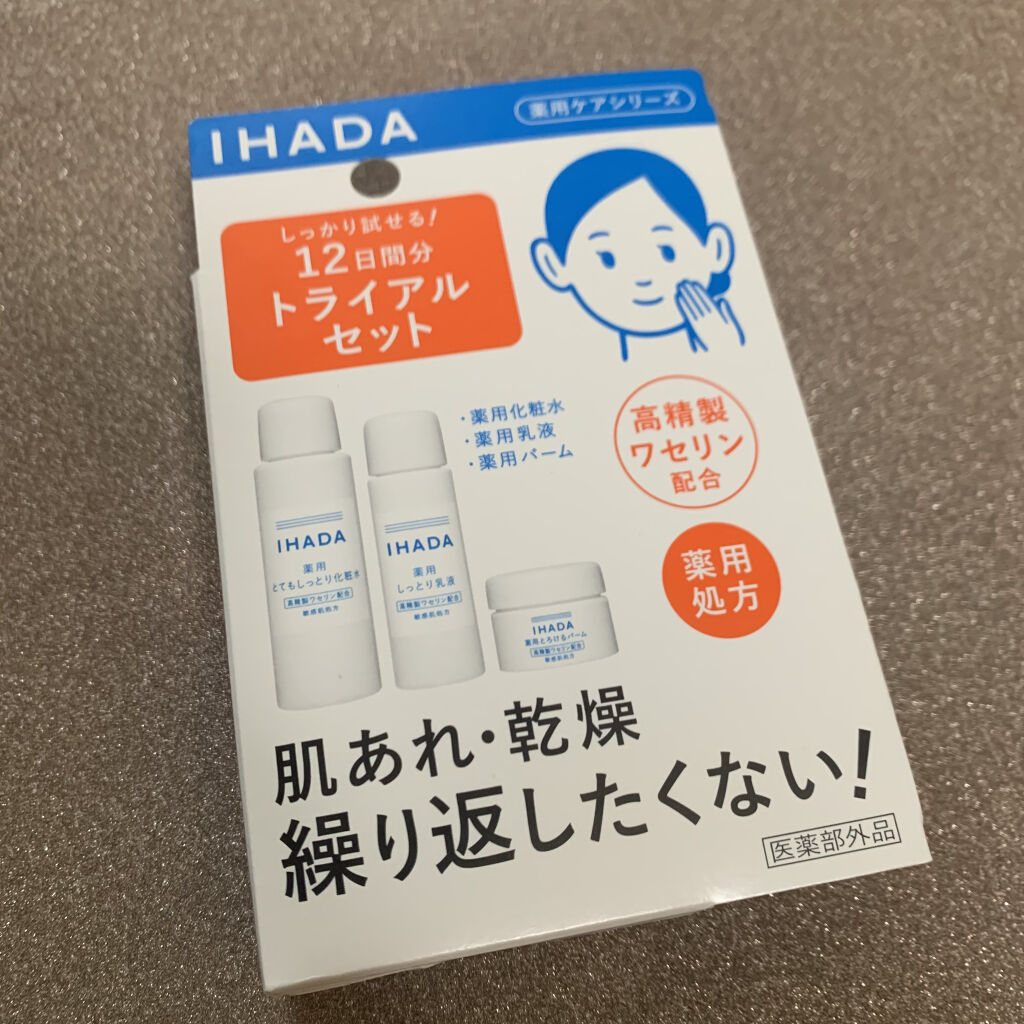 IHADA
薬用ケアシリーズ
しっかり試せる!
12日間分
トライアル
セット
・薬用化粧水
・薬用乳液
・薬用バーム
高精製
ワセリン
配合
薬用
処方
IHADA
薬用
とてもしっとり化粧水
高精製ワセリン配合
敏感肌処方
IHADA
薬用
しっとり乳液
高精製ワセリン配合
敏感肌処方
IHADA
薬用とろけるバーム
高精製ワセリン配合
敏感肌処方
肌あれ・乾燥
繰り返したくない!
医薬部外品